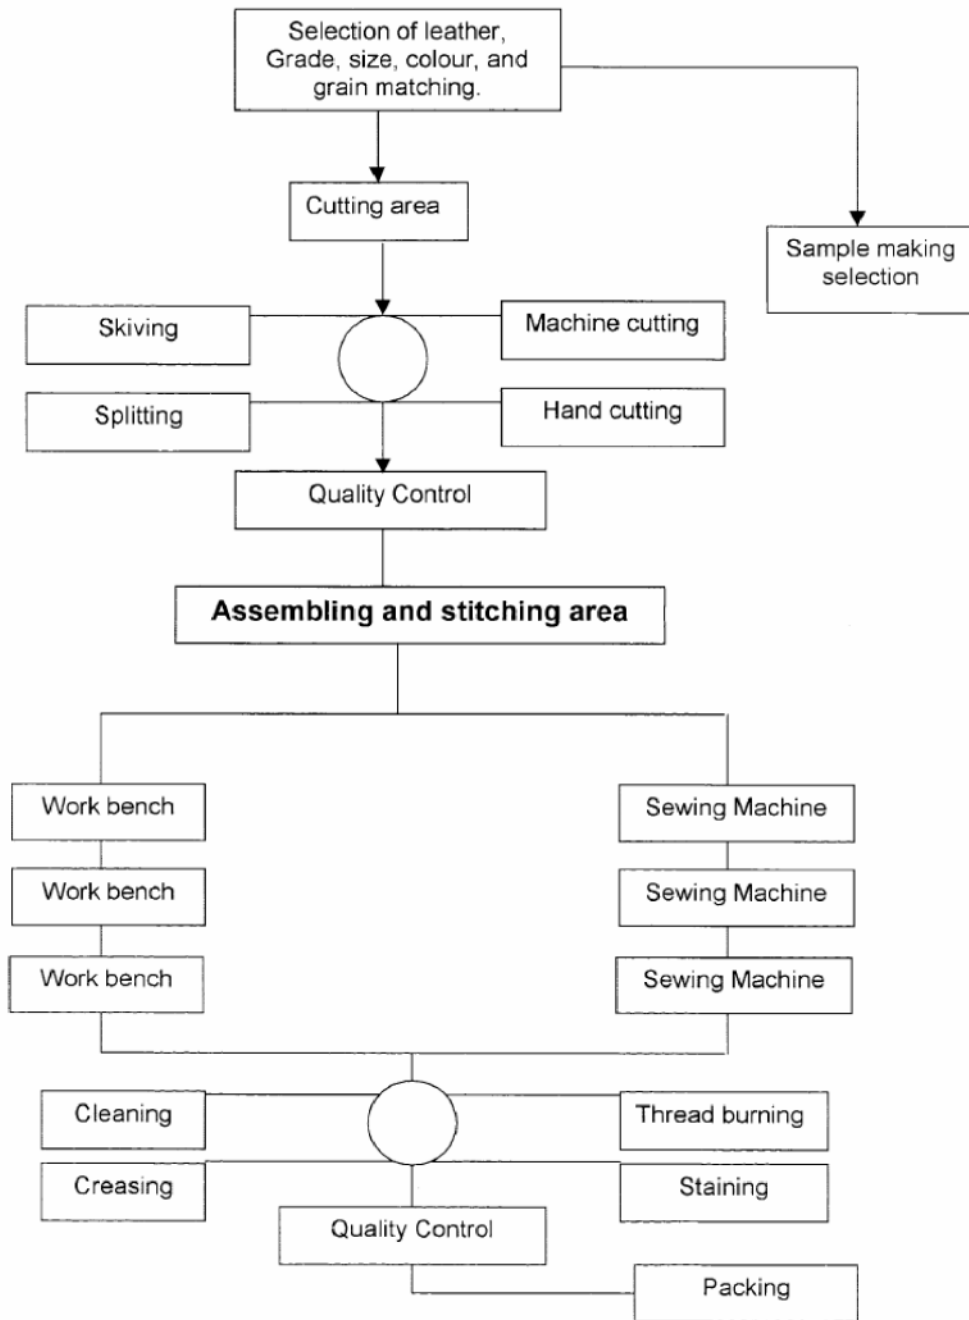 Selection of leather,
Grade, size, colour, and
grain matching.
Cutting area
Sample making
selection
Skiving
Machine cutting
Splitting
Hand cutting
Quality Control
Assembling and stitching area
Work bench
Sewing Machine
Work bench
Sewing Machine
Work bench
Sewing Machine
Cleaning
Thread burning
Creasing
Staining
Quality Control
Packing